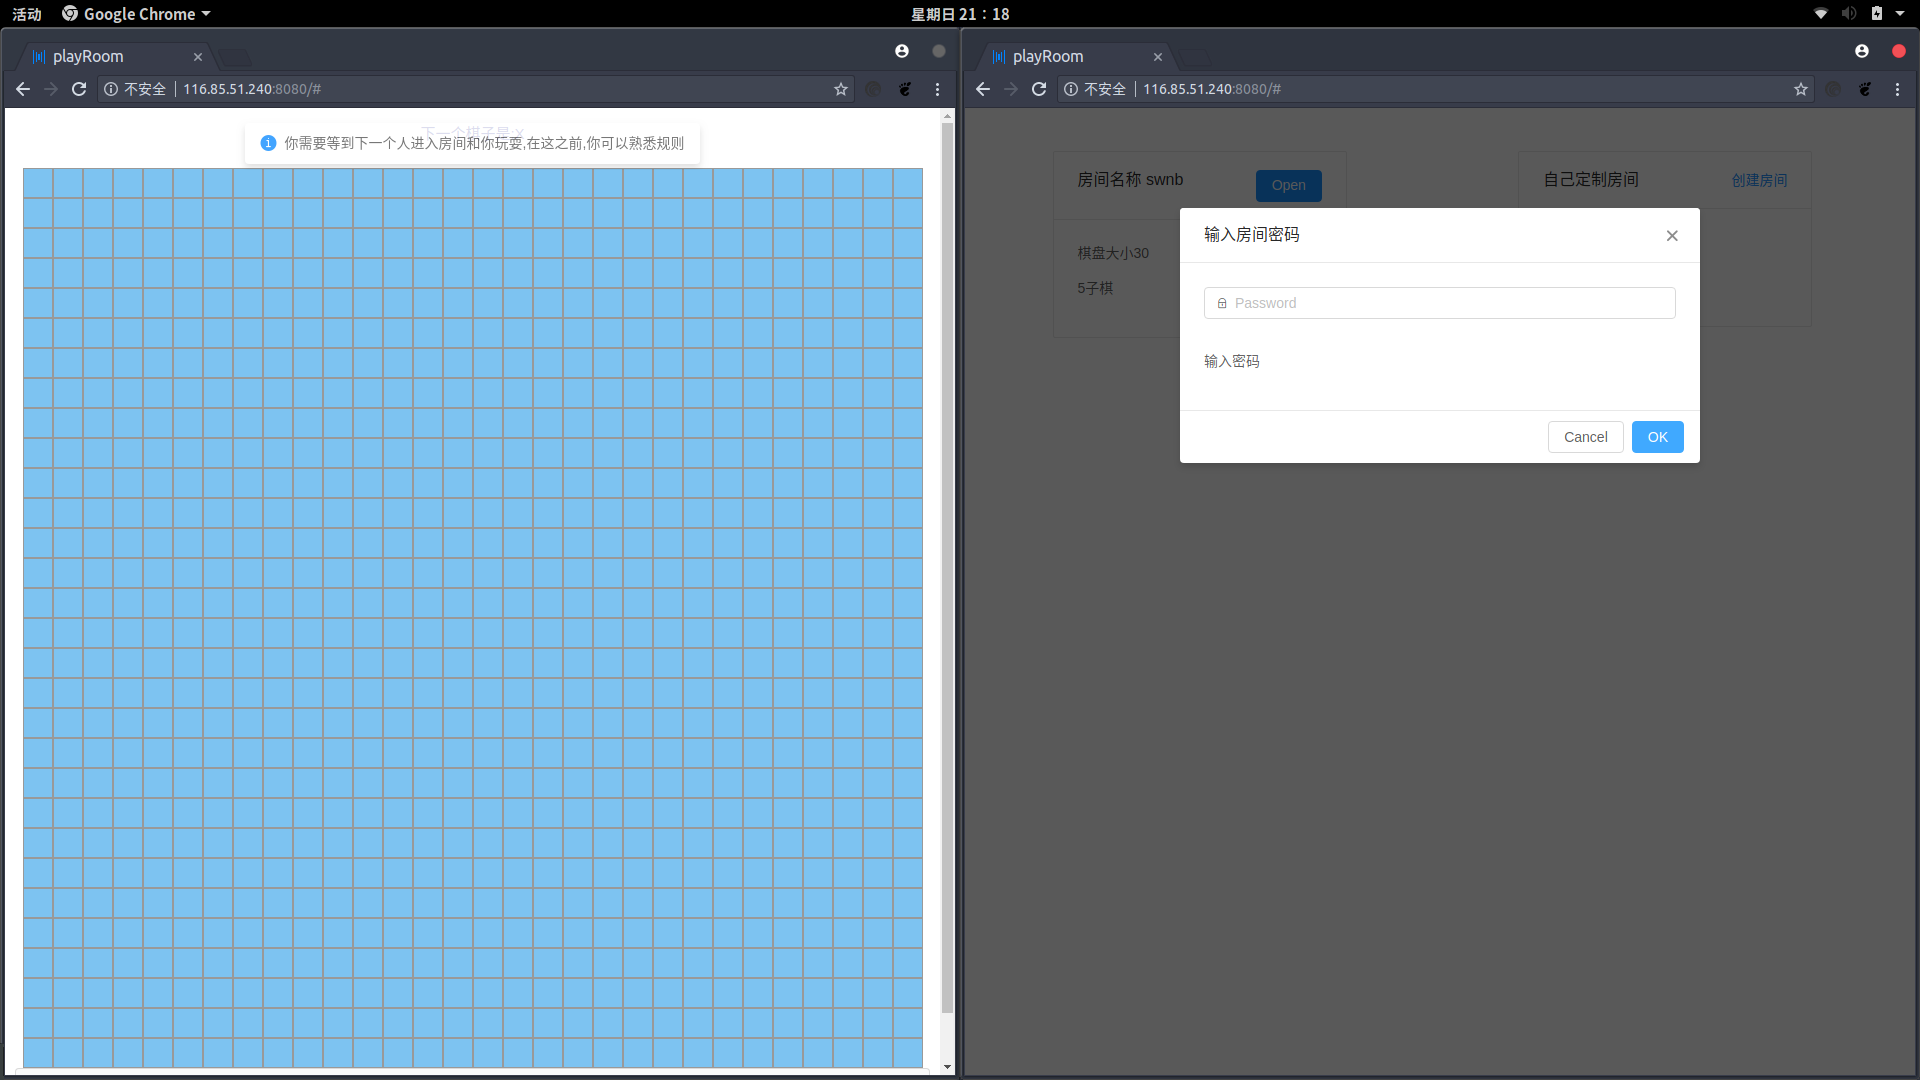 活动
Google Chrome
星期日 21：18
playRoom
不安全
116.85.51.240:8080/#
下一个棋子是:X
你需要等到下一个人进入房间和你玩耍,在这之前,你可以熟悉规则
playRoom
不安全
116.85.51.240:8080/#
房间名称 swnb
Open
棋盘大小30
5子棋
自己定制房间
创建房间
输入房间密码
Password
输入密码
Cancel
OK